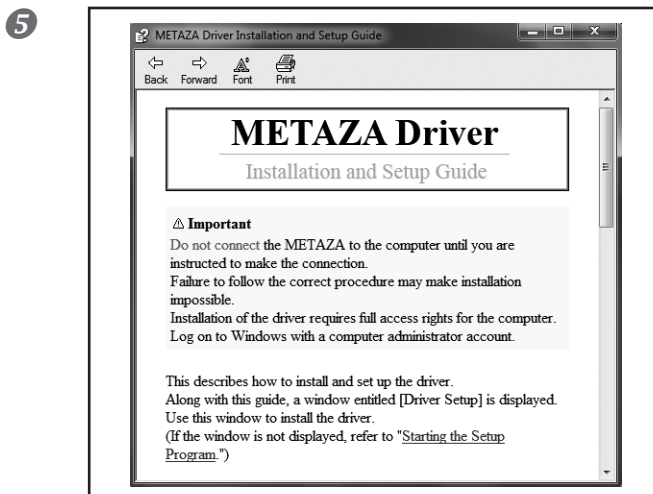 5
METAZA Driver Installation and Setup Guide
Back Forward Font Print
METAZA Driver
Installation and Setup Guide
⚠ Important
Do not connect the METAZA to the computer until you are
instructed to make the connection.
Failure to follow the correct procedure may make installation
impossible.
Installation of the driver requires full access rights for the computer.
Log on to Windows with a computer administrator account.
This describes how to install and set up the driver.
Along with this guide, a window entitled [Driver Setup] is displayed.
Use this window to install the driver.
(If the window is not displayed, refer to "Starting the Setup
Program.")